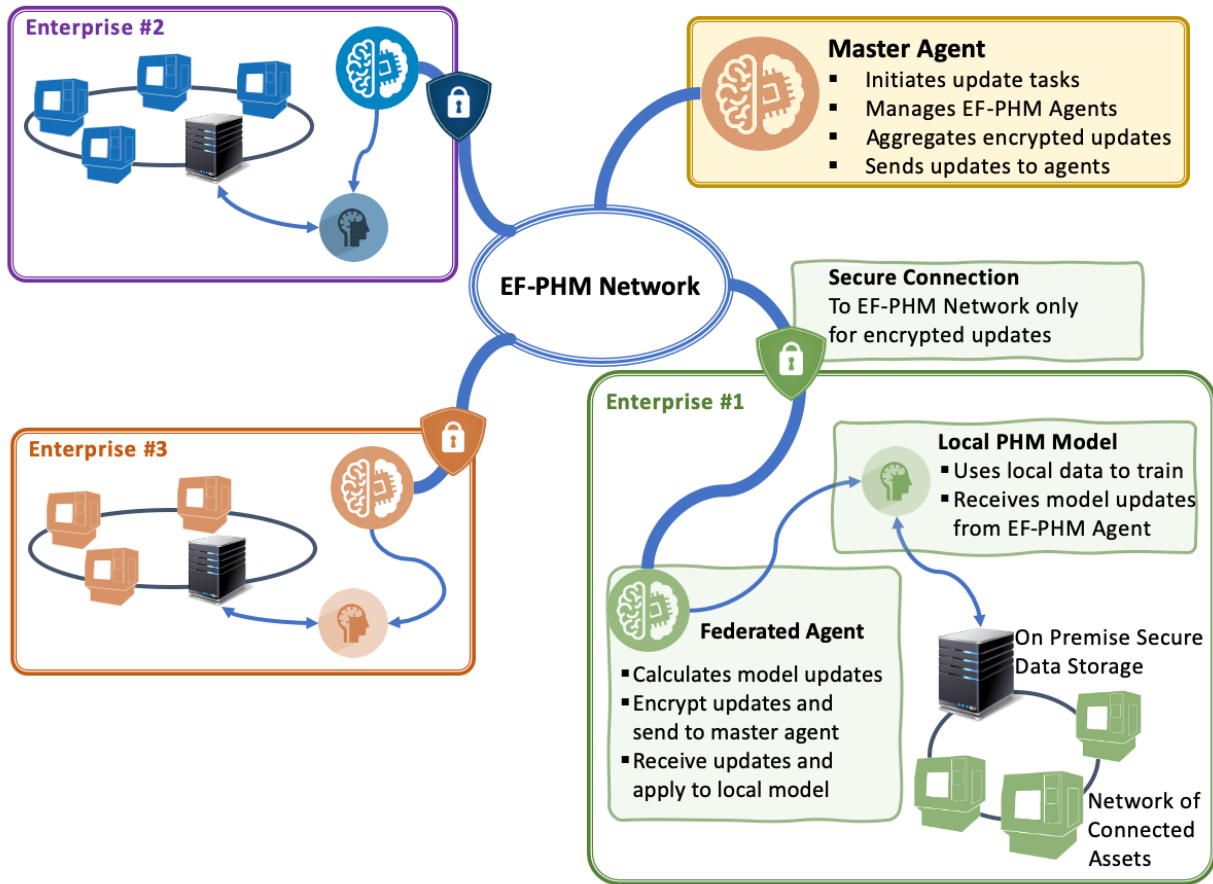 Enterprise #2
Master Agent
▪ Initiates update tasks
▪ Manages EF-PHM Agents
▪ Aggregates encrypted updates
▪ Sends updates to agents
EF-PHM Network
Secure Connection
To EF-PHM Network only
for encrypted updates
Enterprise #1
Local PHM Model
▪ Uses local data to train
▪ Receives model updates
from EF-PHM Agent
Enterprise #3
Federated Agent
▪ Calculates model updates
▪ Encrypt updates and
send to master agent
▪ Receive updates and
apply to local model
On Premise Secure
Data Storage
Network of
Connected
Assets